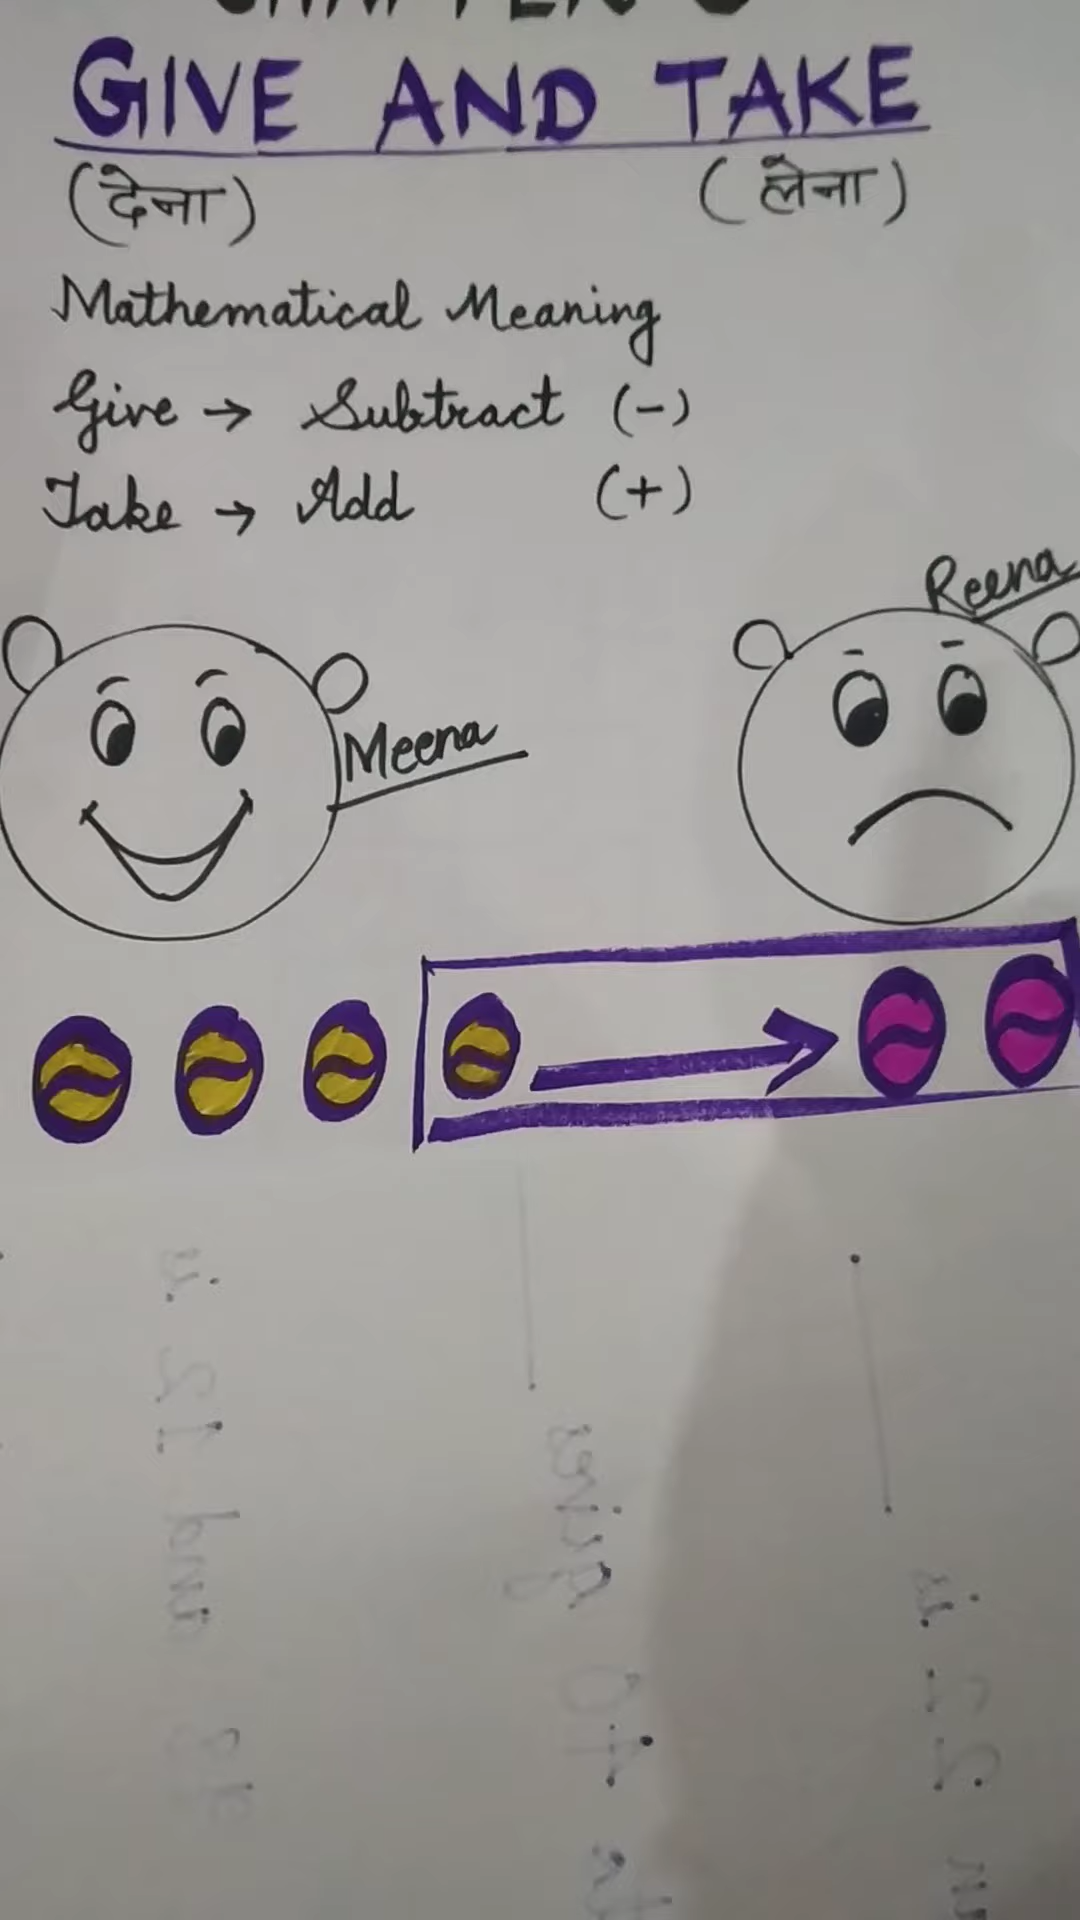 GIVE AND TAKE
(देना) (लेना)
Mathematical Meaning
Give → Subtract (-)
Take → Add (+)
Reena
Meena